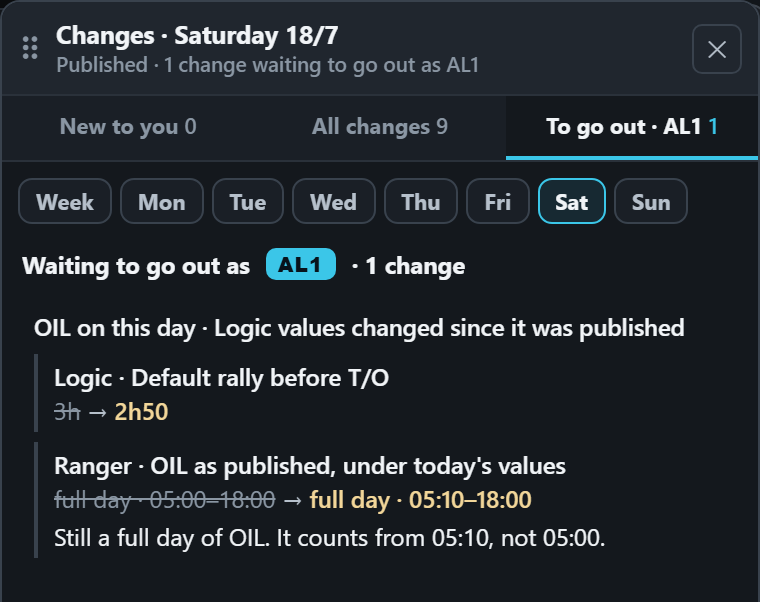 Changes · Saturday 18/7
Published · 1 change waiting to go out as AL1
New to you 0
All changes 9
To go out · AL1 1
Week
Mon
Tue
Wed
Thu
Fri
Sat
Sun
Waiting to go out as AL1 · 1 change
OIL on this day · Logic values changed since it was published
Logic · Default rally before T/O
3h → 2h50
Ranger · OIL as published, under today's values
full day · 05:00–18:00 → full day · 05:10–18:00
Still a full day of OIL. It counts from 05:10, not 05:00.